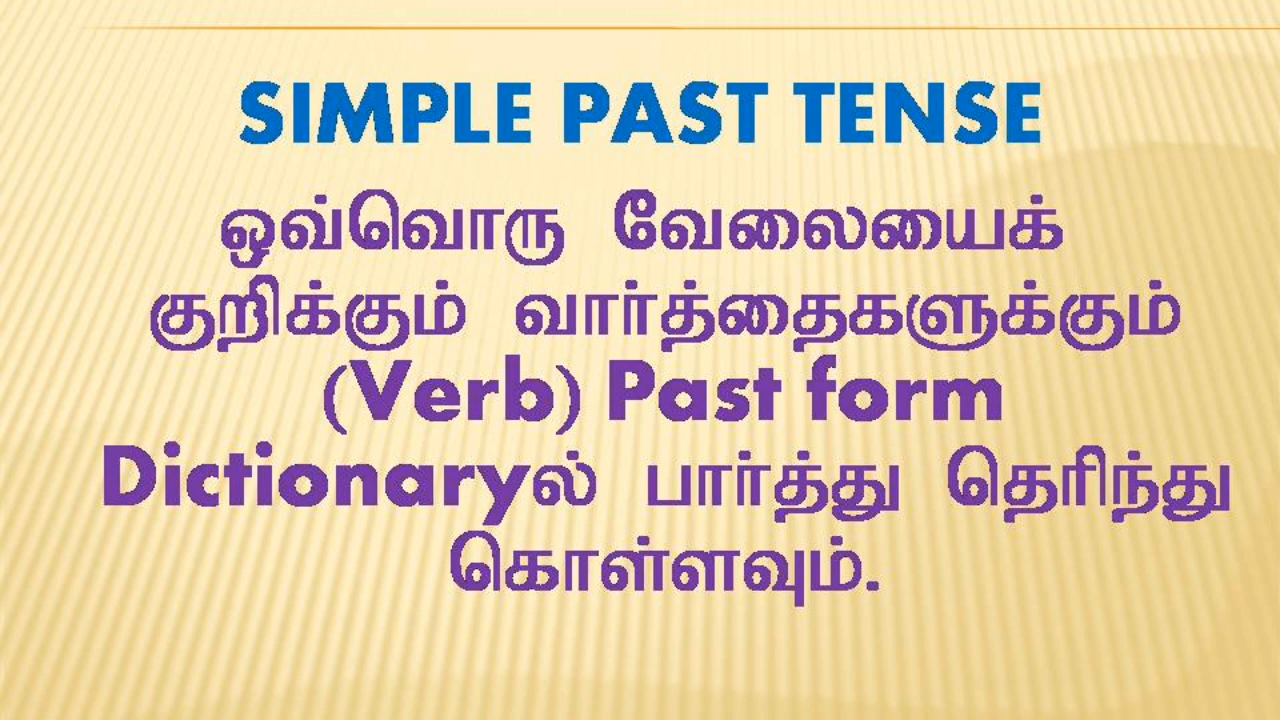 SIMPLE PAST TENSE
ஒவ்வொரு வேலையைக்
குறிக்கும் வார்த்தைகளுக்கும்
(Verb) Past form
Dictionaryல் பார்த்து தெரிந்து
கொள்ளவும்.